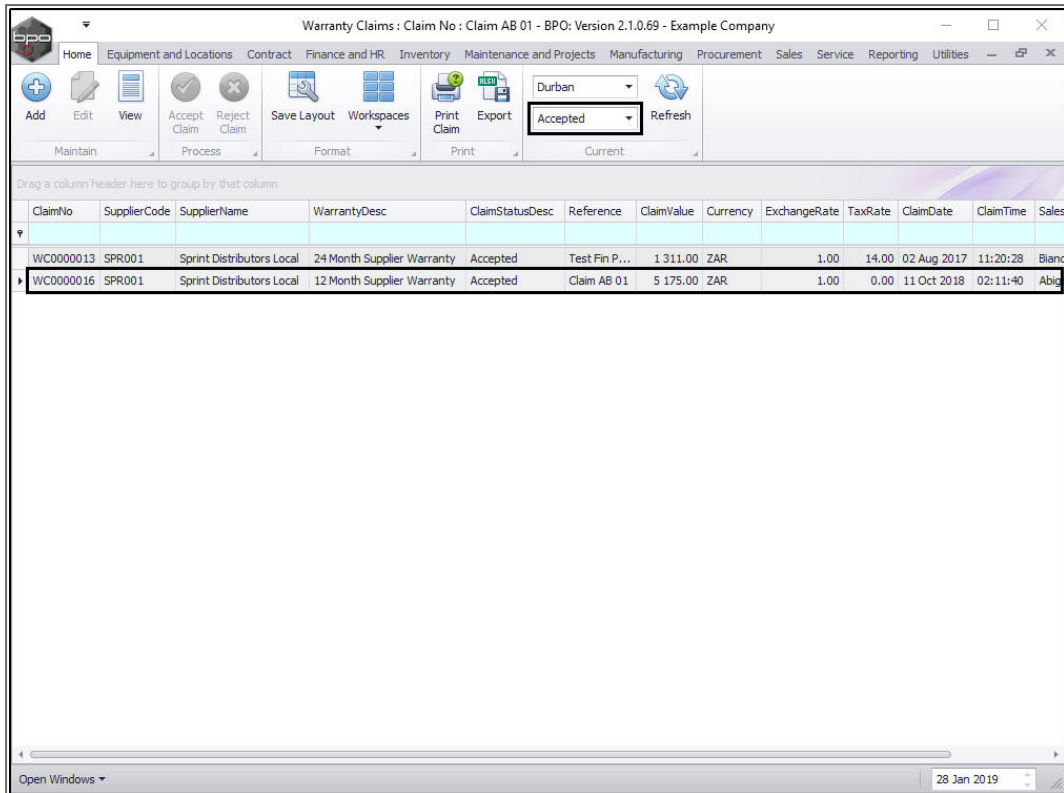 Warranty Claims : Claim No : Claim AB 01 - BPO: Version 2.1.0.69 - Example Company
bpo
Home Equipment and Locations Contract Finance and HR Inventory Maintenance and Projects Manufacturing Procurement Sales Service Reporting Utilities
Add Edit View Accept Claim Reject Claim Save Layout Workspaces Print Claim Export Durban Accepted Refresh
Maintain Process Format Print Current
Drag a column header here to group by that column
ClaimNo SupplierCode SupplierName WarrantyDesc ClaimStatusDesc Reference ClaimValue Currency ExchangeRate TaxRate ClaimDate ClaimTime Sales
WC0000013 SPR001 Sprint Distributors Local 24 Month Supplier Warranty Accepted Test Fin P... 1 311.00 ZAR 1.00 14.00 02 Aug 2017 11:20:28 Bianc
WC0000016 SPR001 Sprint Distributors Local 12 Month Supplier Warranty Accepted Claim AB 01 5 175.00 ZAR 1.00 0.00 11 Oct 2018 02:11:40 Abig
Open Windows 28 Jan 2019